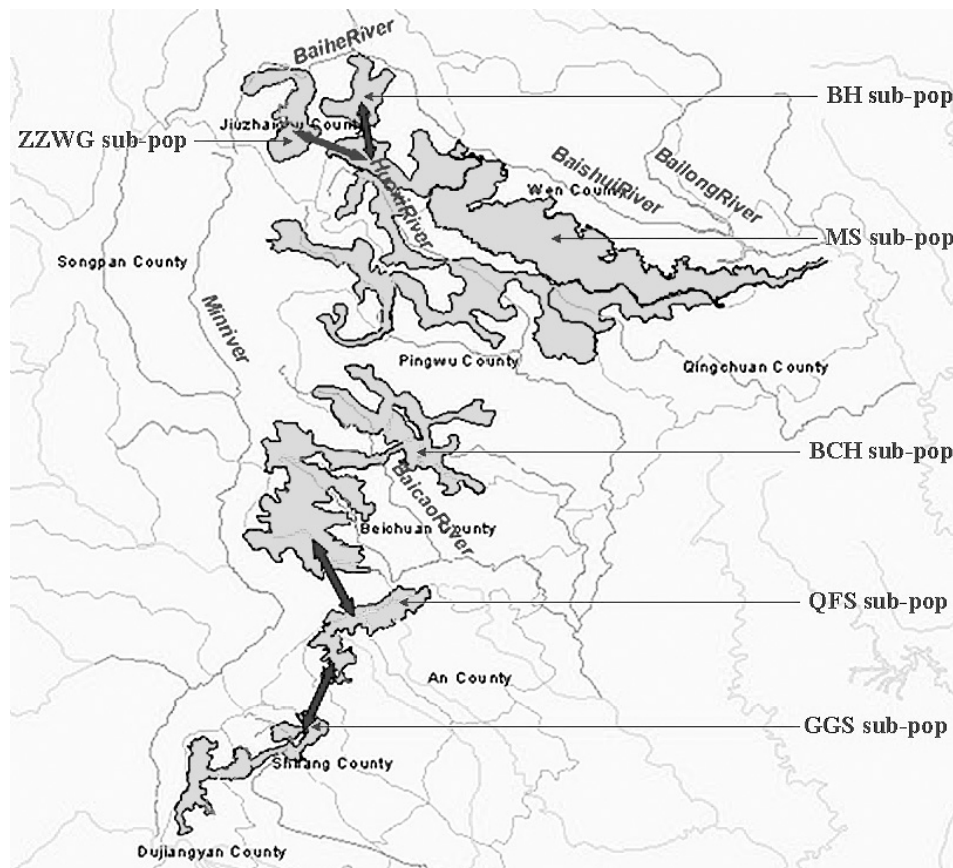 BaiheRiver
BH sub-pop
Jiuzhaigou County
ZZWG sub-pop
HuoxiRiver
BaishuiRiver
BailongRiver
Wen County
MS sub-pop
Songpan County
Minriver
Pingwu County
Qingchuan County
BCH sub-pop
BaicaoRiver
Beichuan County
QFS sub-pop
An County
GGS sub-pop
Shifang County
Dujiangyan County